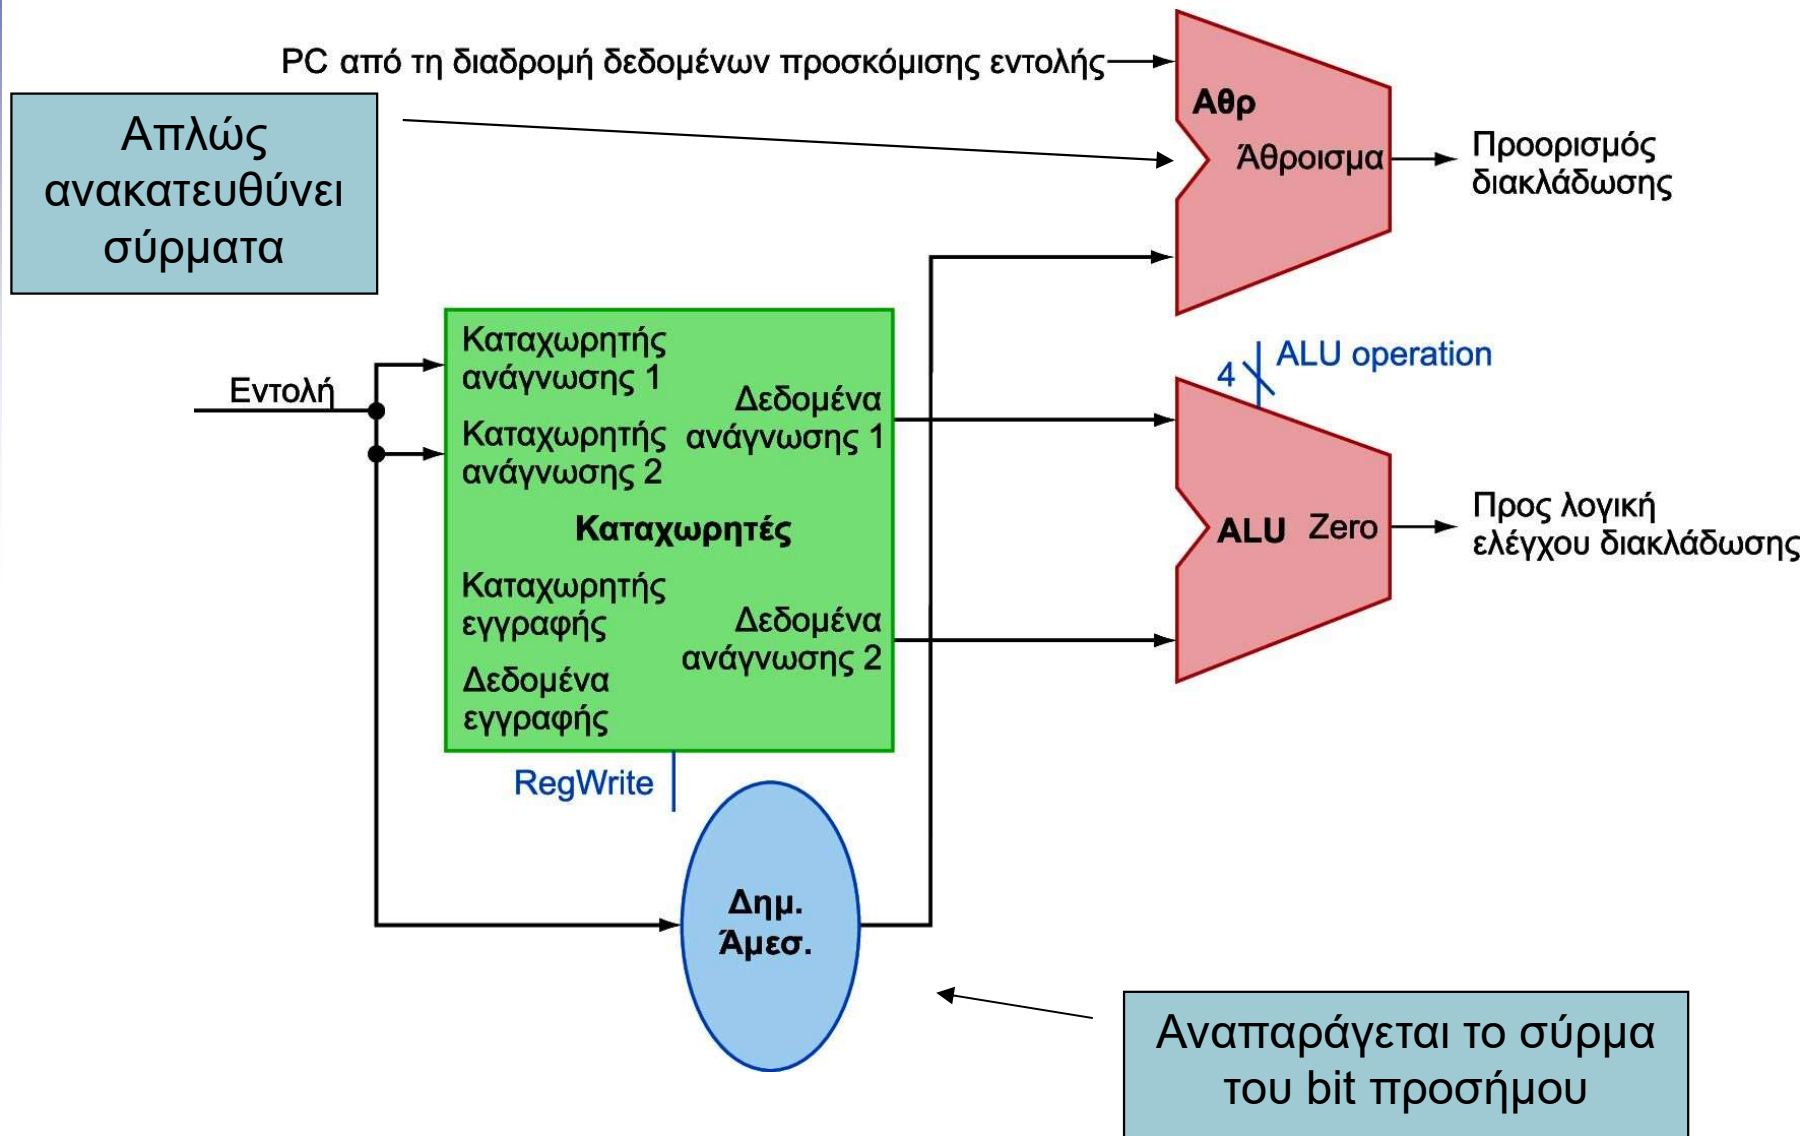 PC από τη διαδρομή δεδομένων προσκόμισης εντολής
Απλώς
ανακατευθύνει
σύρματα
Αθρ
Άθροισμα
Προορισμός
διακλάδωσης
Εντολή
Καταχωρητής
ανάγνωσης 1
Καταχωρητής
ανάγνωσης 2
Δεδομένα
ανάγνωσης 1
Καταχωρητές
Καταχωρητής
εγγραφής
Δεδομένα
ανάγνωσης 2
Δεδομένα
εγγραφής
RegWrite
4
ALU operation
ALU Zero
Προς λογική
ελέγχου διακλάδωσης
Δημ.
Άμεσ.
Αναπαράγεται το σύρμα
του bit προσήμου